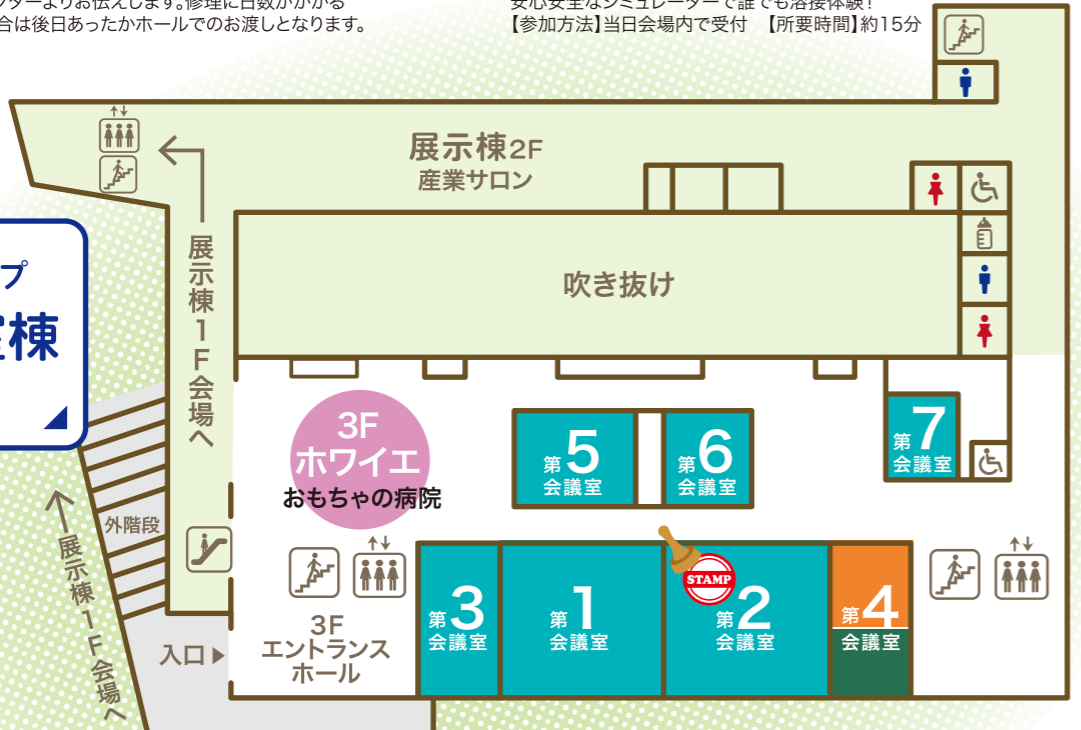 クターよりお伝えします。修理に日数がかかる
合は後日あったかホールでのお渡しとなります。
安心安全なシミュレーターで誰でも溶接体験！
【参加方法】当日会場内で受付　【所要時間】約15分
展示棟2F
産業サロン
展示棟1F会場へ
吹き抜け
プ
室棟
3F
ホワイエ
おもちゃの病院
第5
会議室
第6
会議室
第7
会議室
外階段
展示棟1F会場へ
入口▶
3F
エントランス
ホール
第3
会議室
第1
会議室
STAMP
第2
会議室
第4
会議室